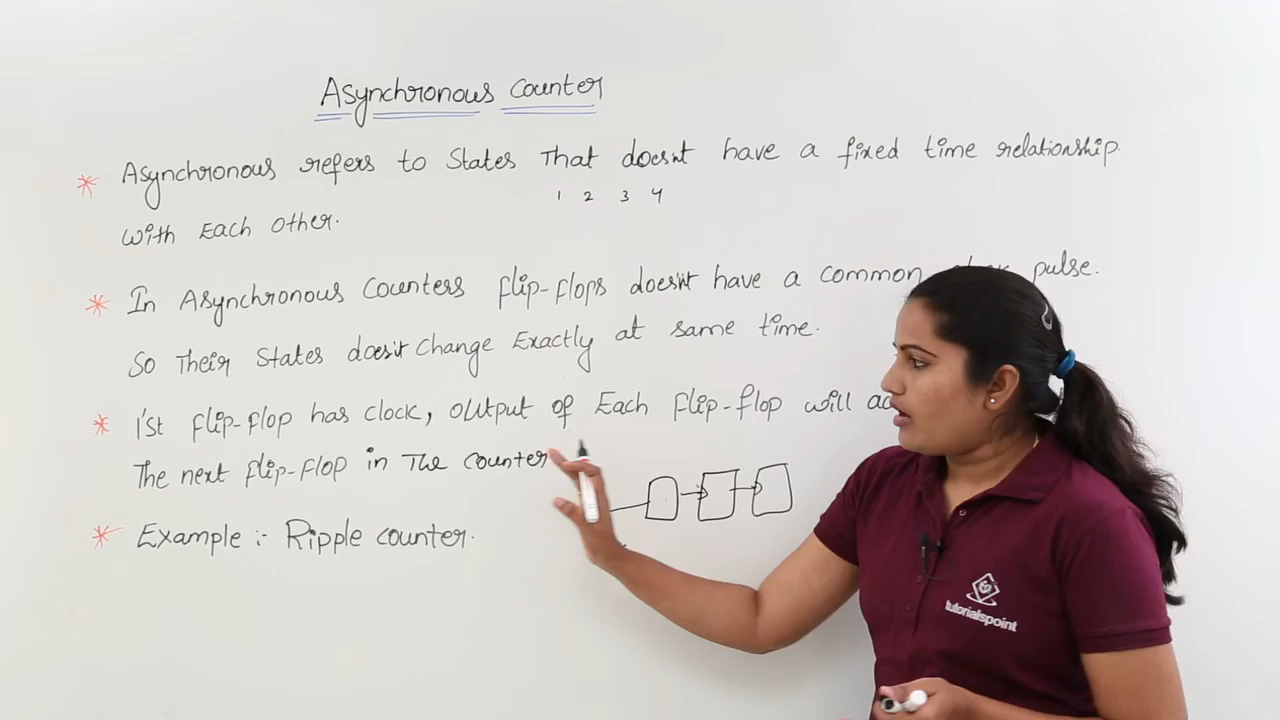 Asynchronous Counter
* Asynchronous refers to States That doesn't have a fixed time relationship
1 2 3 4
with Each other.
* In Asynchronous Counters flip-flops doesn't have a common pulse.
So Their States doesn't change Exactly at same time.
* 1'st flip-flop has clock, output of Each flip-flop will
The next flip-flop in The counter
* Example :- Ripple counter.
tutorialspoint